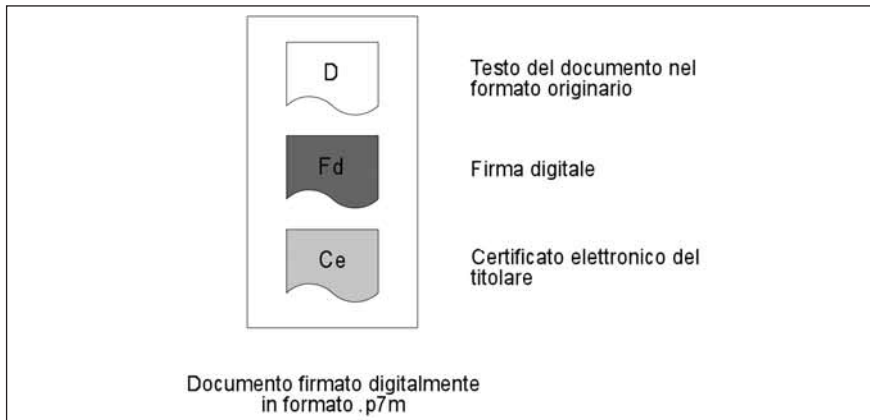 D
Testo del documento nel
formato originario
Fd
Firma digitale
Ce
Certificato elettronico del
titolare
Documento firmato digitalmente
in formato .p7m